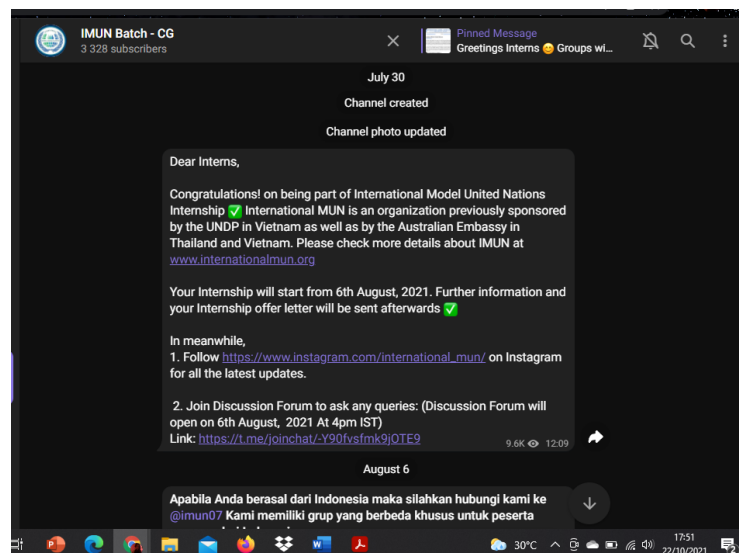 IMUN Batch - CG
3 328 subscribers
Pinned Message
Greetings Interns 😊 Groups wi...
July 30
Channel created
Channel photo updated
Dear Interns,
Congratulations! on being part of International Model United Nations
Internship ✅ International MUN is an organization previously sponsored
by the UNDP in Vietnam as well as by the Australian Embassy in
Thailand and Vietnam. Please check more details about IMUN at
www.internationalmun.org
Your Internship will start from 6th August, 2021. Further information and
your Internship offer letter will be sent afterwards ✅
In meanwhile,
1. Follow https://www.instagram.com/international_mun/ on Instagram
for all the latest updates.
2. Join Discussion Forum to ask any queries: (Discussion Forum will
open on 6th August, 2021 At 4pm IST)
Link: https://t.me/joinchat/-Y90fvsfmk9jOTE9
9.6K 12:09
August 6
Apabila Anda berasal dari Indonesia maka silahkan hubungi kami ke
@imun07 Kami memiliki grup yang berbeda khusus untuk peserta
30°C
17:51
22/10/2021
2